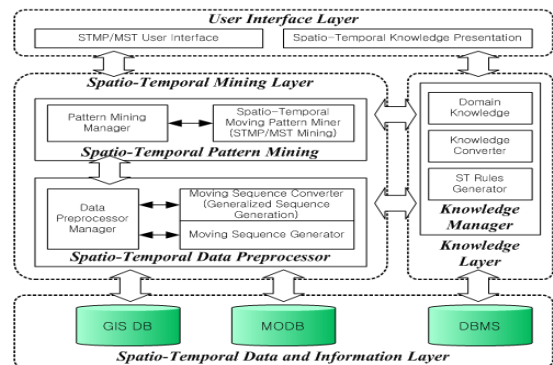 User Interface Layer
STMP/MST User Interface
Spatio-Temporal Knowledge Presentation
Spatio-Temporal Mining Layer
Pattern Mining
Manager
Spatio-Temporal
Moving Pattern Miner
(STMP/MST Mining)
Spatio-Temporal Pattern Mining
Data
Preprocessor
Manager
Moving Sequence Converter
(Generalized Sequence
Generation)
Moving Sequence Generator
Spatio-Temporal Data Preprocessor
Domain
Knowledge
Knowledge
Converter
ST Rules
Generator
Knowledge
Manager
Knowledge
Layer
GIS DB
MODB
DBMS
Spatio-Temporal Data and Information Layer